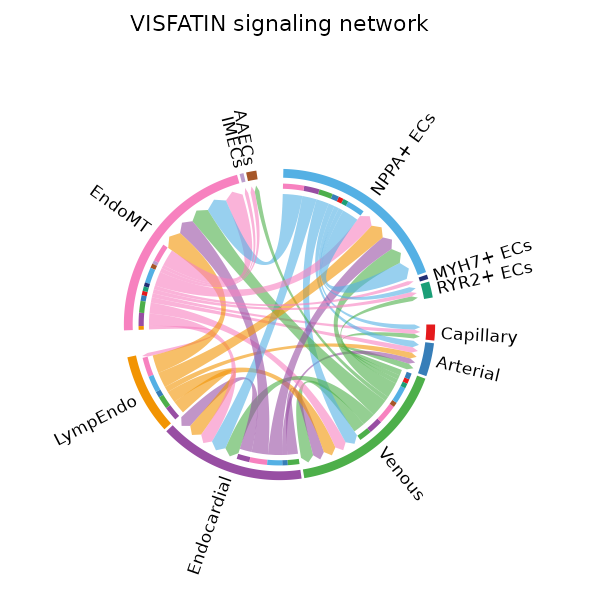 VISFATIN signaling network
AAECs
IMECs
NPPA+ ECs
EndoMT
MYH7+ ECs
RYR2+ ECs
Capillary
Arterial
LympEndo
Venous
Endocardial